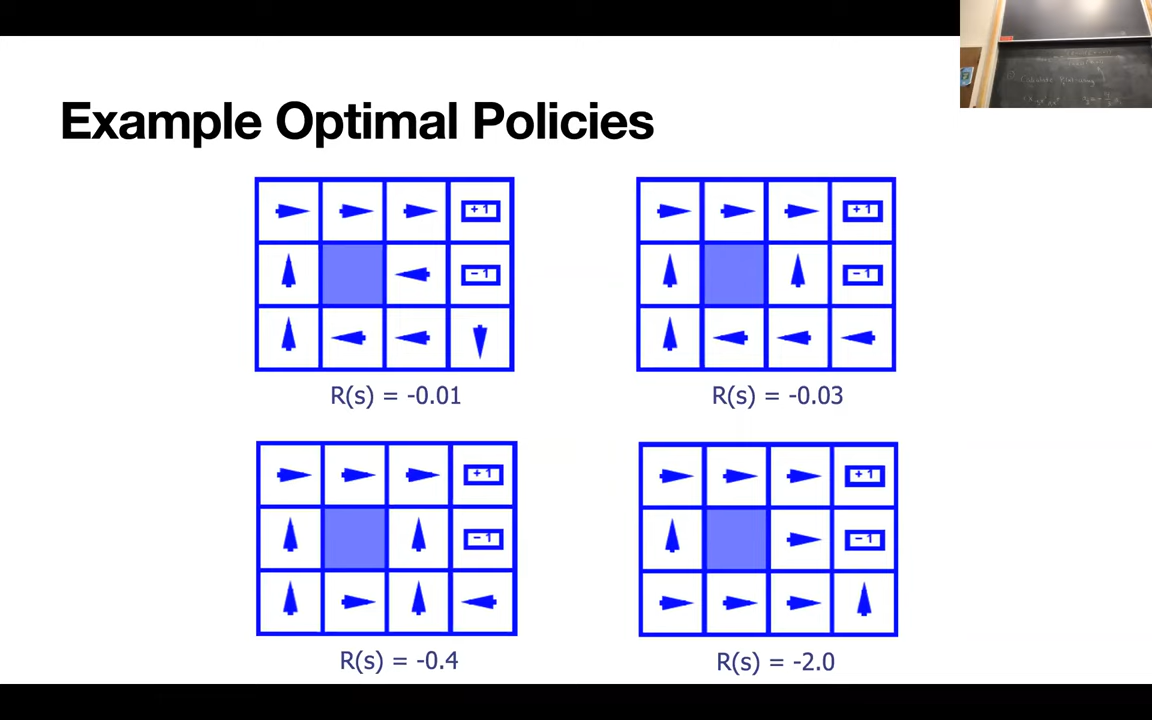 Example Optimal Policies
+1
-1
R(s) = -0.01
+1
-1
R(s) = -0.03
+1
-1
R(s) = -0.4
+1
-1
R(s) = -2.0